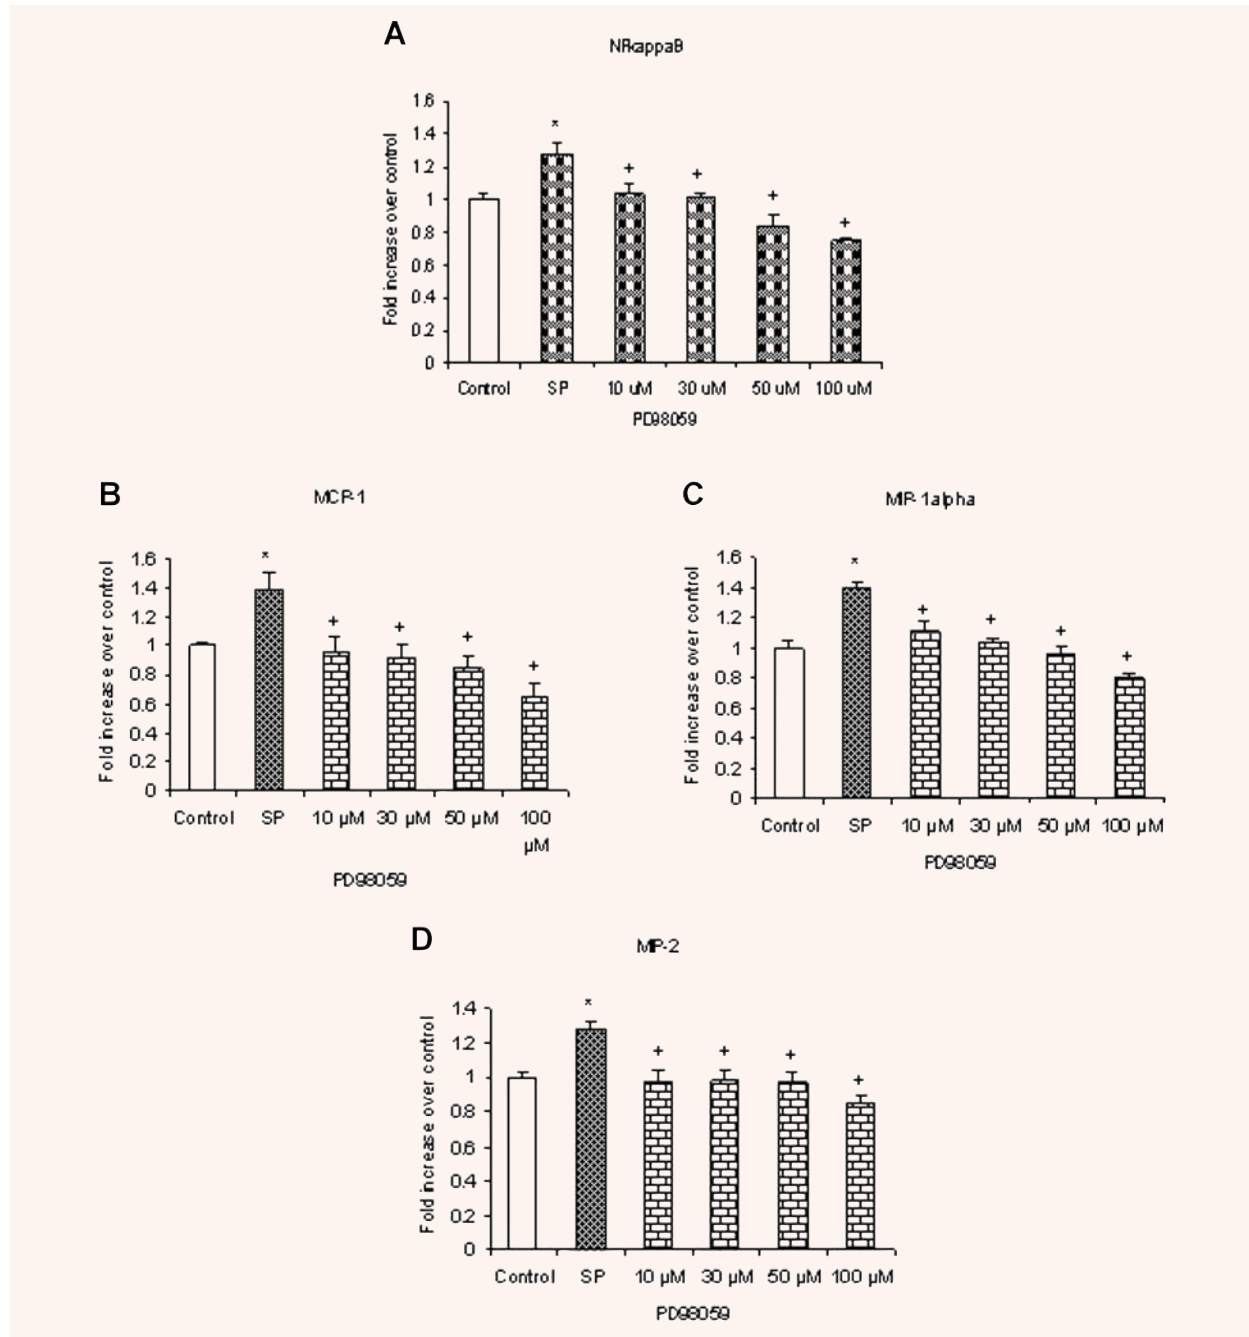 A
NFkappaB
Fold increase over control
1.6
1.4
1.2
1
0.8
0.6
0.4
0.2
0
*
+
+
+
+
Control SP 10 uM 30 uM 50 uM 100 uM
PD98059
B
MCP-1
Fold increase over control
1.6
1.4
1.2
1
0.8
0.6
0.4
0.2
0
*
+
+
+
+
Control SP 10 µM 30 µM 50 µM 100
µM
PD98059
C
MIP-1alpha
Fold increase over control
1.6
1.4
1.2
1
0.8
0.6
0.4
0.2
0
*
+
+
+
+
Control SP 10 µM 30 µM 50 µM 100 µM
PD98059
D
MIP-2
Fold increase over control
1.4
1.2
1
0.8
0.6
0.4
0.2
0
*
+
+
+
+
Control SP 10 µM 30 µM 50 µM 100 µM
PD98059